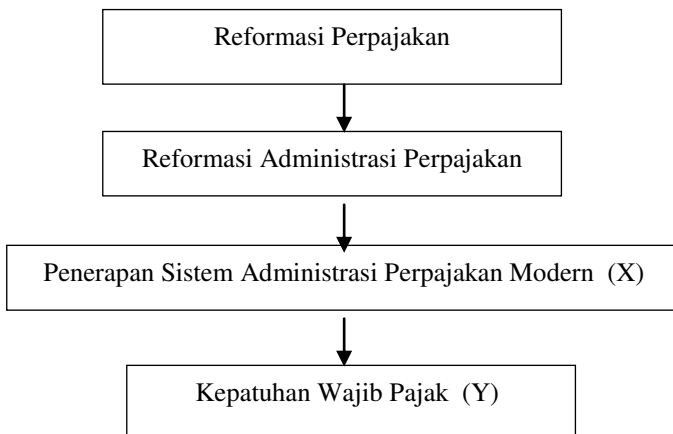 Reformasi Perpajakan
Reformasi Administrasi Perpajakan
Penerapan Sistem Administrasi Perpajakan Modern (X)
Kepatuhan Wajib Pajak (Y)